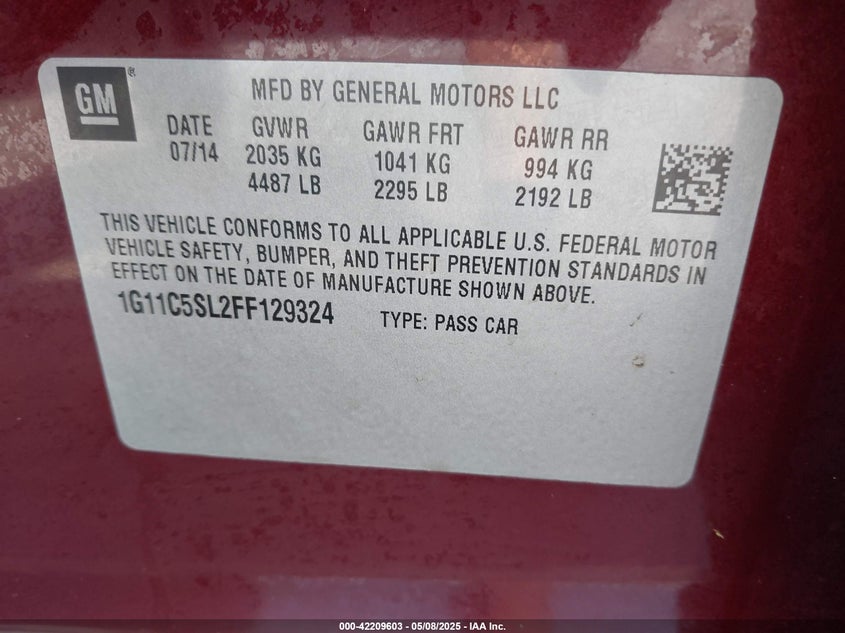 GM®
MFD BY GENERAL MOTORS LLC
DATE GVWR GAWR FRT GAWR RR
07/14 2035 KG 1041 KG 994 KG
4487 LB 2295 LB 2192 LB
THIS VEHICLE CONFORMS TO ALL APPLICABLE U.S. FEDERAL MOTOR
VEHICLE SAFETY, BUMPER, AND THEFT PREVENTION STANDARDS IN
EFFECT ON THE DATE OF MANUFACTURE SHOWN ABOVE.
1G11C5SL2FF129324 TYPE: PASS CAR
000-42209603 — 05/08/2025 — IAA Inc.